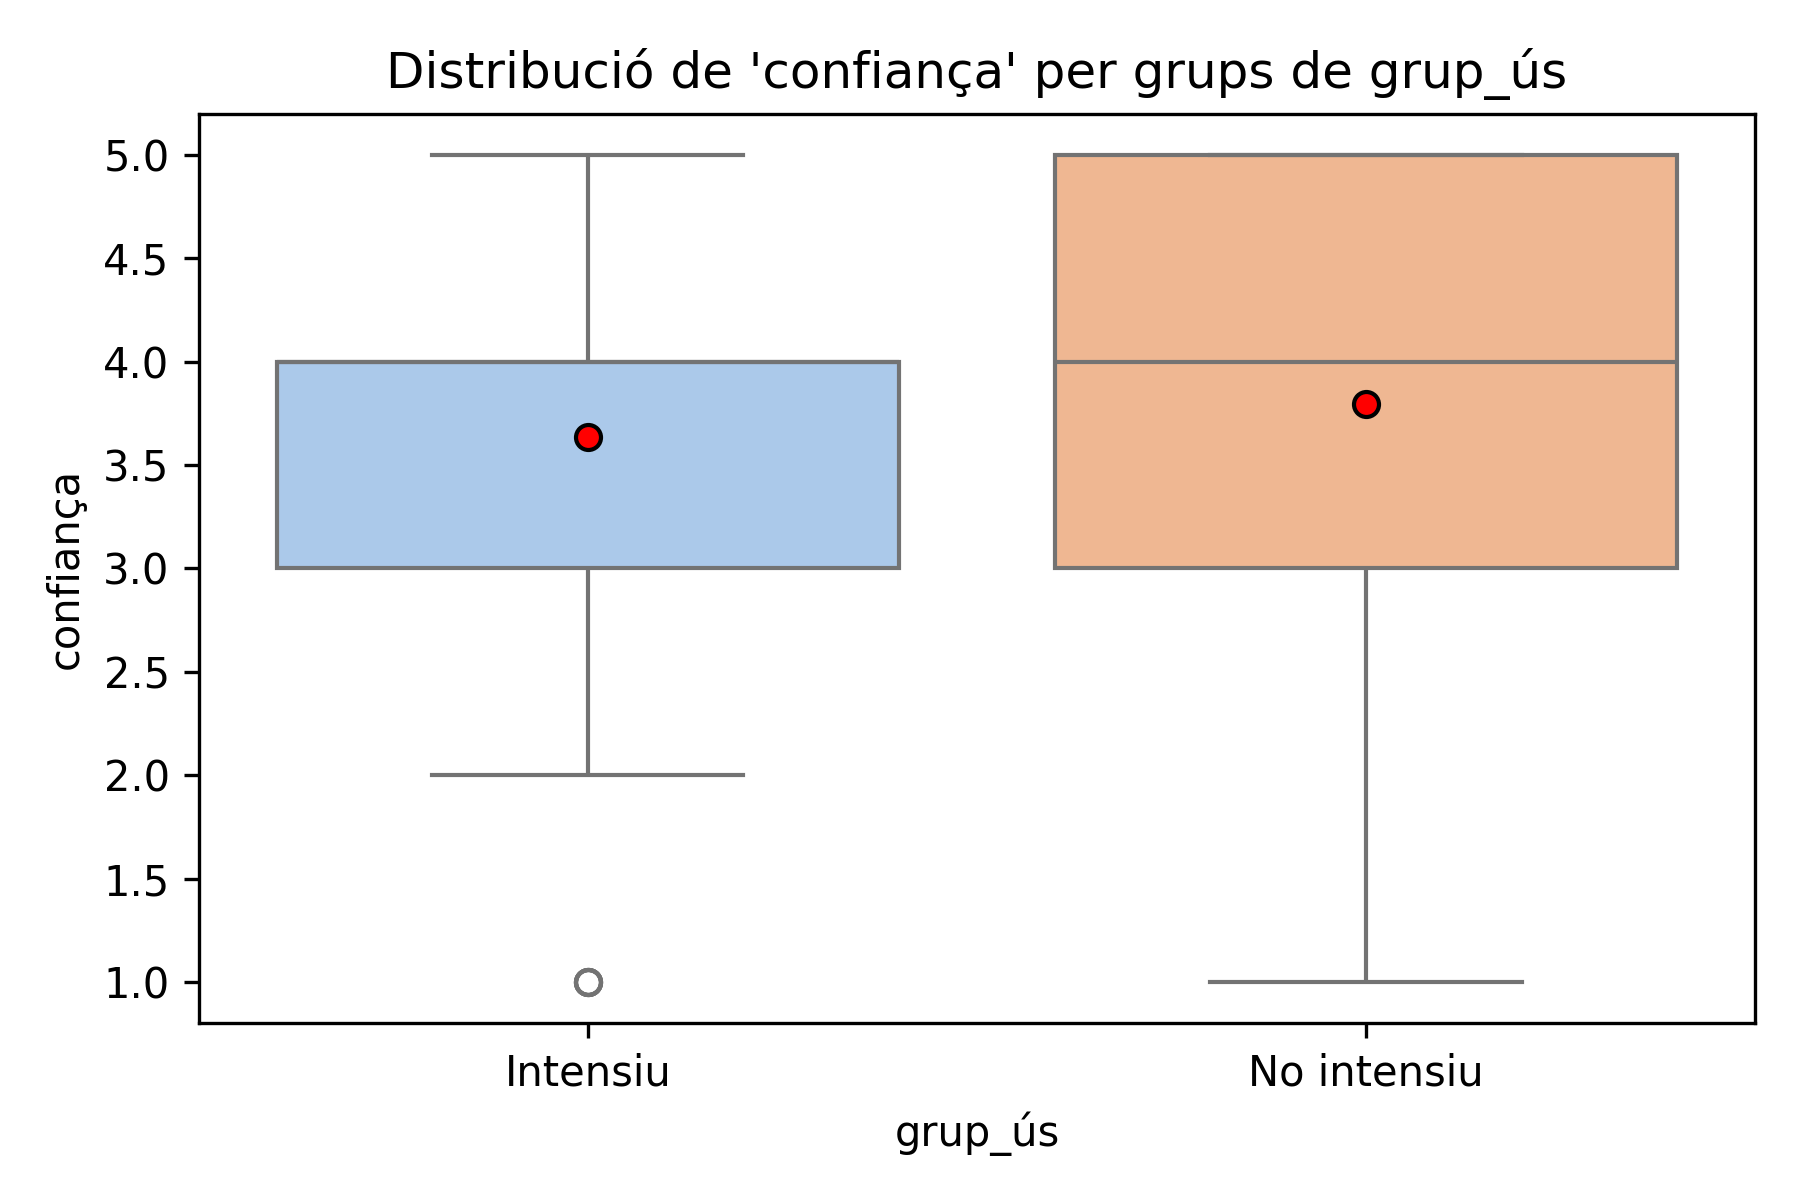 Distribució de 'confiança' per grups de grup_ús
confiança
5.0
4.5
4.0
3.5
3.0
2.5
2.0
1.5
1.0
Intensiu
No intensiu
grup_ús